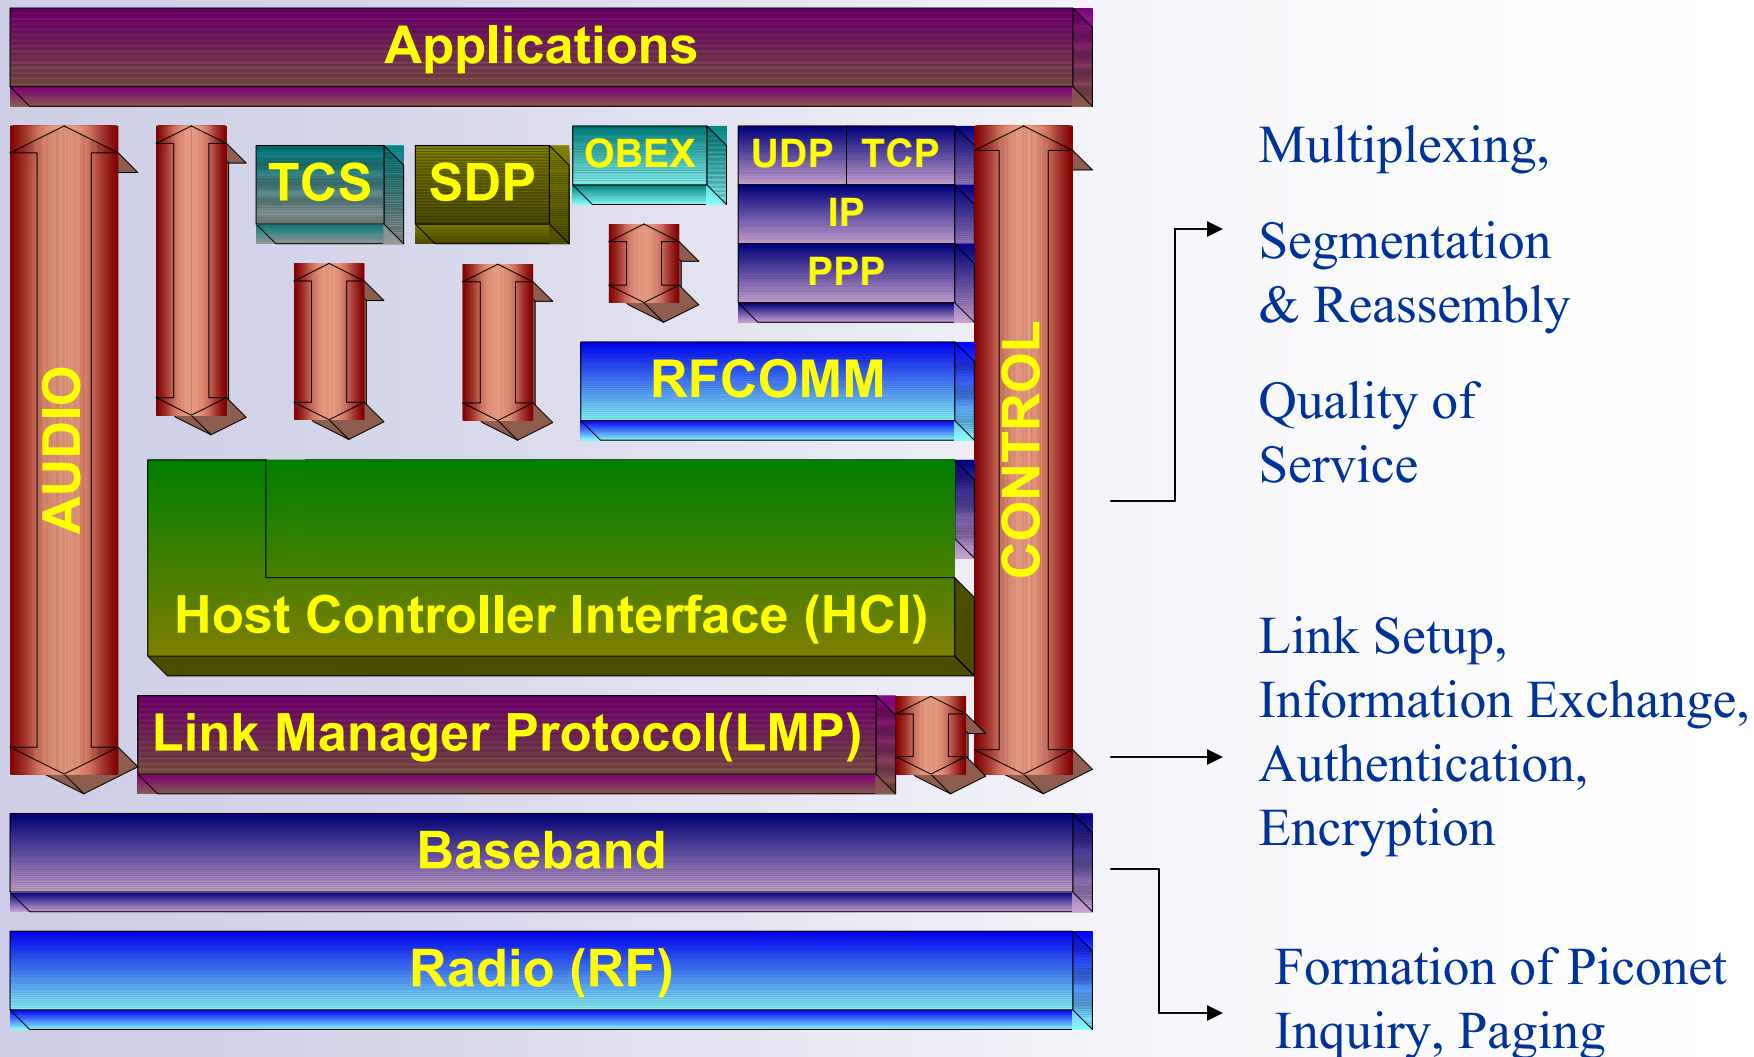 Applications
AUDIO
TCS
SDP
OBEX
UDP
TCP
IP
PPP
RFCOMM
CONTROL
Host Controller Interface (HCI)
Link Manager Protocol(LMP)
Baseband
Radio (RF)
Multiplexing,
Segmentation
& Reassembly
Quality of
Service
Link Setup,
Information Exchange,
Authentication,
Encryption
Formation of Piconet
Inquiry, Paging